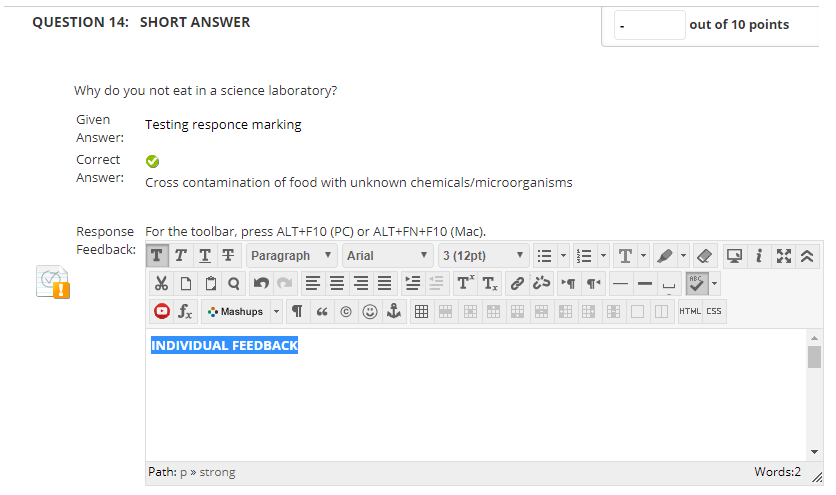 QUESTION 14: SHORT ANSWER
- out of 10 points
Why do you not eat in a science laboratory?
Given Answer: Testing responce marking
Correct Answer: Cross contamination of food with unknown chemicals/microorganisms
Response Feedback: For the toolbar, press ALT+F10 (PC) or ALT+FN+F10 (Mac).
T T T T Paragraph Arial 3 (12pt) T i
T T ABC
fx Mashups ¶ “ © HTML CSS
INDIVIDUAL FEEDBACK
Path: p » strong Words:2